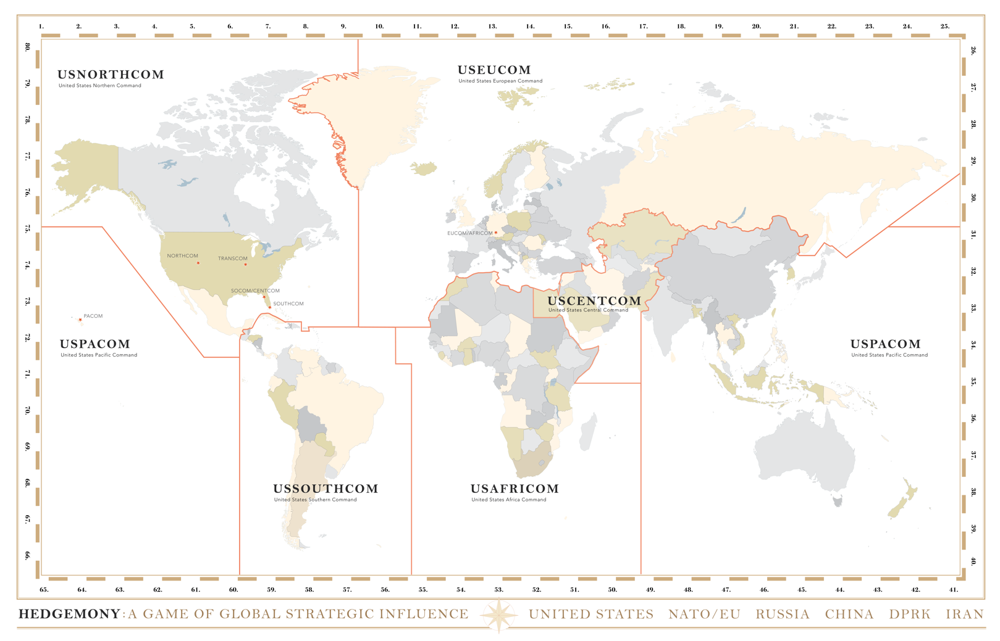 1. 2. 3. 4. 5. 6. 7. 8. 9. 10. 11. 12. 13. 14. 15. 16. 17. 18. 19. 20. 21. 22. 23. 24. 25.
80. 79. 78. 77. 76. 75. 74. 73. 72. 71. 70. 69. 68. 67. 66.
USNORTHCOM
United States Northern Command
USEUCOM
United States European Command
EUCOM/AFRICOM
NORTHCOM
TRANSCOM
SOCOM/CENTCOM
SOUTHCOM
PACOM
USCENTCOM
United States Central Command
USPACOM
United States Pacific Command
USPACOM
United States Pacific Command
USSOUTHCOM
United States Southern Command
USAFRICOM
United States Africa Command
26. 27. 28. 29. 30. 31. 32. 33. 34. 35. 36. 37. 38. 39. 40.
65. 64. 63. 62. 61. 60. 59. 58. 57. 56. 55. 54. 53. 52. 51. 50. 49. 48. 47. 46. 45. 44. 43. 42. 41.
HEDGEMONY: A GAME OF GLOBAL STRATEGIC INFLUENCE UNITED STATES NATO/EU RUSSIA CHINA DPRK IRAN